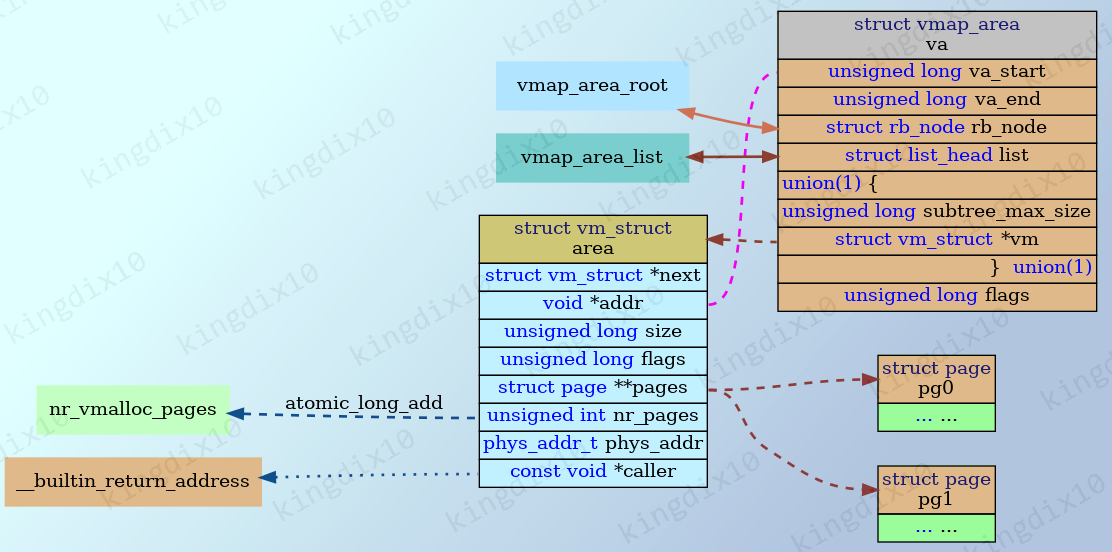 struct vmap_area
va
unsigned long va_start
unsigned long va_end
struct rb_node rb_node
struct list_head list
union(1) {
unsigned long subtree_max_size
struct vm_struct *vm
} union(1)
unsigned long flags
vmap_area_root
vmap_area_list
struct vm_struct
area
struct vm_struct *next
void *addr
unsigned long size
unsigned long flags
struct page **pages
unsigned int nr_pages
phys_addr_t phys_addr
const void *caller
struct page
pg0
... ...
struct page
pg1
... ...
atomic_long_add
nr_vmalloc_pages
__builtin_return_address
kingdix10